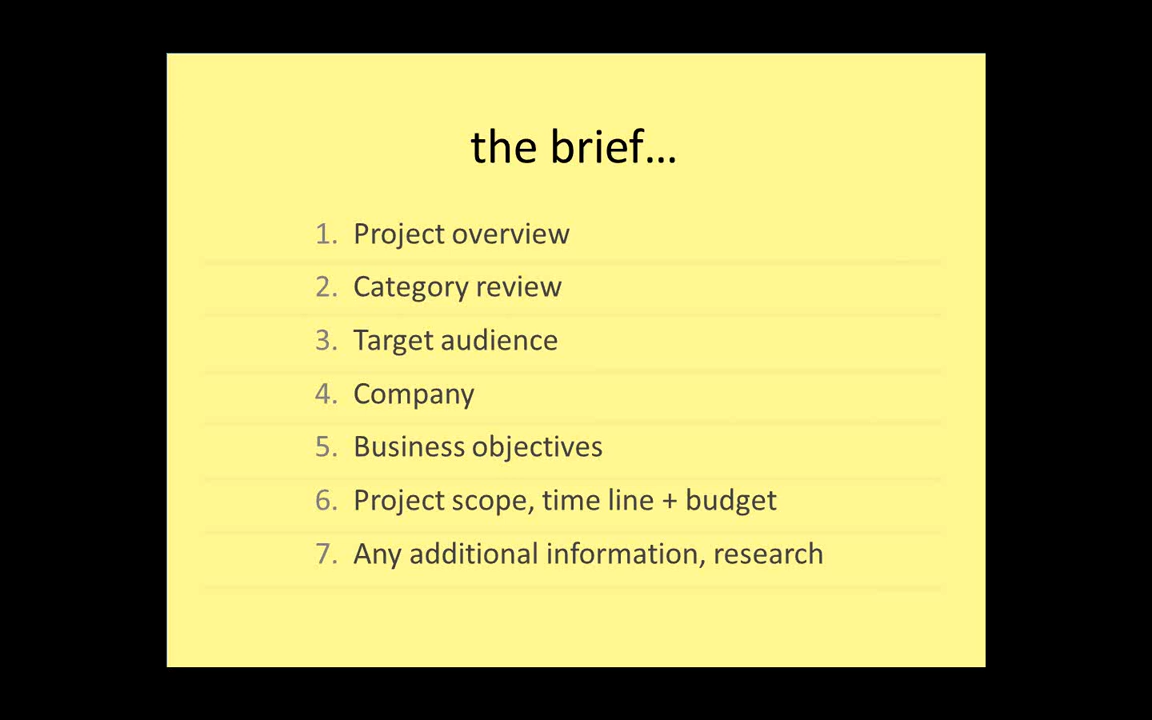 the brief...
1. Project overview
2. Category review
3. Target audience
4. Company
5. Business objectives
6. Project scope, time line + budget
7. Any additional information, research